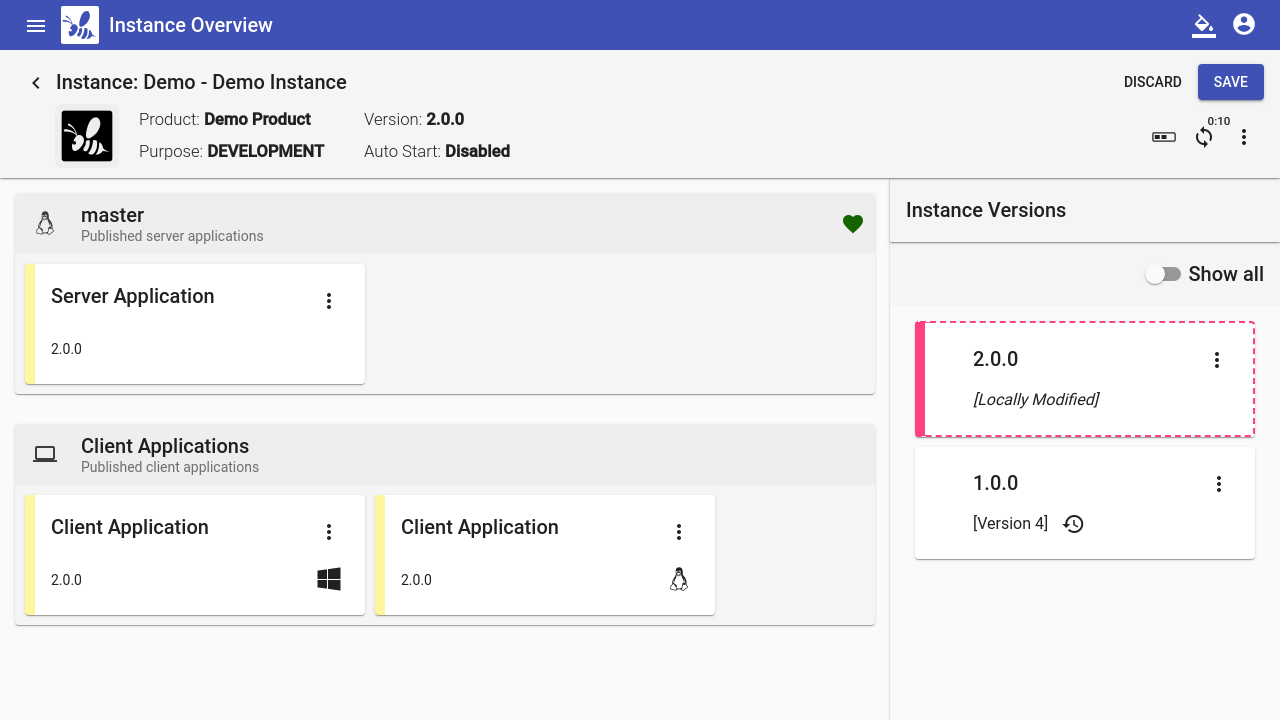 Instance Overview
Instance: Demo - Demo Instance
DISCARD
SAVE
Product: Demo Product
Version: 2.0.0
0:10
Purpose: DEVELOPMENT
Auto Start: Disabled
master
Published server applications
Server Application
2.0.0
Client Applications
Published client applications
Client Application
2.0.0
Client Application
2.0.0
Instance Versions
Show all
2.0.0
[Locally Modified]
1.0.0
[Version 4]